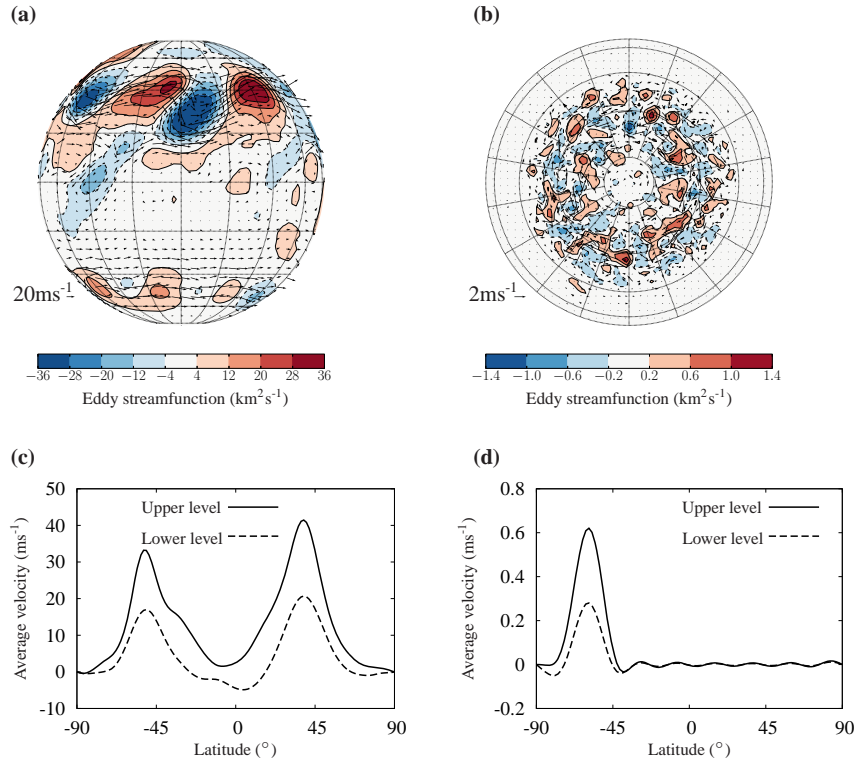 (a)
(b)
20ms-1
2ms-1
−36 −28 −20 −12 −4 4 12 20 28 36
Eddy streamfunction (km2s-1)
−1.4 −1.0 −0.6 −0.2 0.2 0.6 1.0 1.4
Eddy streamfunction (km2s-1)
(c)
(d)
Average velocity (ms-1)
50
40
30
20
10
0
-10
Upper level
Lower level
-90 -45 0 45 90
Latitude (°)
Average velocity (ms-1)
0.8
0.6
0.4
0.2
0
-0.2
Upper level
Lower level
-90 -45 0 45 90
Latitude (°)